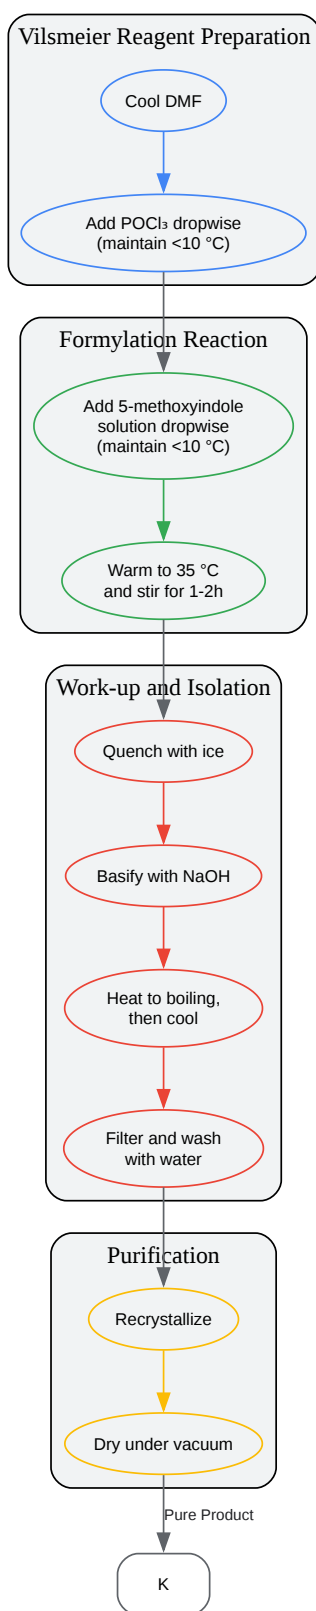 Vilsmeier Reagent Preparation
Cool DMF
Add POCl₃ dropwise
(maintain <10 °C)
Formylation Reaction
Add 5-methoxyindole
solution dropwise
(maintain <10 °C)
Warm to 35 °C
and stir for 1-2h
Work-up and Isolation
Quench with ice
Basify with NaOH
Heat to boiling,
then cool
Filter and wash
with water
Purification
Recrystallize
Dry under vacuum
Pure Product
K